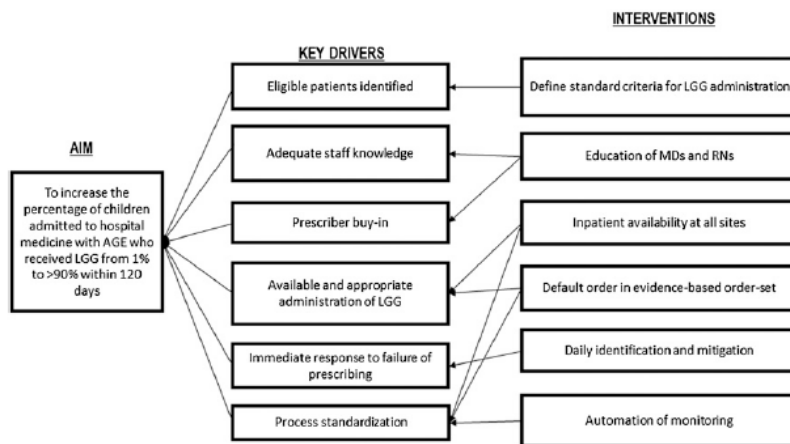 INTERVENTIONS
KEY DRIVERS
AIM
To increase the
percentage of children
admitted to hospital
medicine with AGE who
received LGG from 1%
to >90% within 120
days
Eligible patients identified
Adequate staff knowledge
Prescriber buy-in
Available and appropriate
administration of LGG
Immediate response to failure of
prescribing
Process standardization
Define standard criteria for LGG administration
Education of MDs and RNs
Inpatient availability at all sites
Default order in evidence-based order-set
Daily identification and mitigation
Automation of monitoring